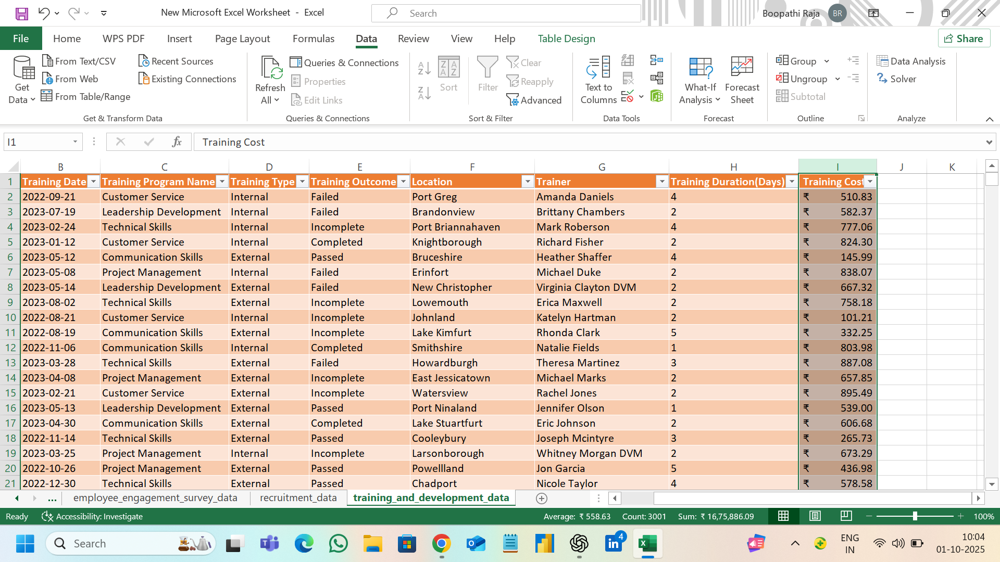 New Microsoft Excel Worksheet - Excel
Search
Boopathi Raja BR
File Home WPS PDF Insert Page Layout Formulas Data Review View Help Table Design Share
Get Data
From Text/CSV
From Web
From Table/Range
Recent Sources
Existing Connections
Get & Transform Data
Refresh All
Queries & Connections
Properties
Edit Links
Queries & Connections
Sort
Filter
Clear
Reapply
Advanced
Sort & Filter
Text to Columns
Data Tools
What-If Analysis
Forecast Sheet
Forecast
Group
Ungroup
Subtotal
Outline
Data Analysis
Solver
Analyze
I1 fx Training Cost
B C D E F G H I J K
1 Training Date Training Program Name Training Type Training Outcome Location Trainer Training Duration(Days) Training Cost
2 2022-09-21 Customer Service Internal Failed Port Greg Amanda Daniels 4 ₹ 510.83
3 2023-07-19 Leadership Development Internal Failed Brandonview Brittany Chambers 2 ₹ 582.37
4 2023-02-24 Technical Skills Internal Incomplete Port Briannahaven Mark Roberson 4 ₹ 777.06
5 2023-01-12 Customer Service Internal Completed Knightborough Richard Fisher 2 ₹ 824.30
6 2023-05-12 Communication Skills External Passed Bruceshire Heather Shaffer 4 ₹ 145.99
7 2023-05-08 Project Management Internal Failed Erinfort Michael Duke 2 ₹ 838.07
8 2023-05-14 Leadership Development External Failed New Christopher Virginia Clayton DVM 2 ₹ 667.32
9 2023-08-02 Technical Skills External Incomplete Lowemouth Erica Maxwell 2 ₹ 758.18
10 2022-08-21 Customer Service Internal Incomplete Johnland Katelyn Hartman 2 ₹ 101.21
11 2022-08-19 Communication Skills External Incomplete Lake Kimfurt Rhonda Clark 5 ₹ 332.25
12 2022-11-06 Communication Skills Internal Completed Smithshire Natalie Fields 1 ₹ 803.98
13 2023-03-28 Technical Skills External Failed Howardburgh Theresa Martinez 3 ₹ 887.08
14 2023-04-08 Project Management External Incomplete East Jessicatown Michael Marks 2 ₹ 657.85
15 2023-02-21 Customer Service External Incomplete Watersview Rachel Jones 2 ₹ 895.49
16 2023-05-13 Leadership Development External Passed Port Ninaland Jennifer Olson 1 ₹ 539.00
17 2023-04-30 Communication Skills External Completed Lake Stuartfurt Eric Johnson 2 ₹ 606.68
18 2022-11-14 Technical Skills External Passed Cooleybury Joseph Mcintyre 3 ₹ 265.73
19 2023-03-25 Project Management Internal Incomplete Larsonborough Whitney Morgan DVM 2 ₹ 673.29
20 2022-10-26 Project Management External Passed Powellland Jon Garcia 5 ₹ 436.98
21 2022-12-30 Technical Skills External Passed Chadport Nicole Taylor 4 ₹ 578.58
... employee_engagement_survey_data recruitment_data training_and_development_data
Ready Accessibility: Investigate Average: ₹ 558.63 Count: 3001 Sum: ₹ 16,75,886.09 100%
Search 4 ENG IN 10:04 01-10-2025